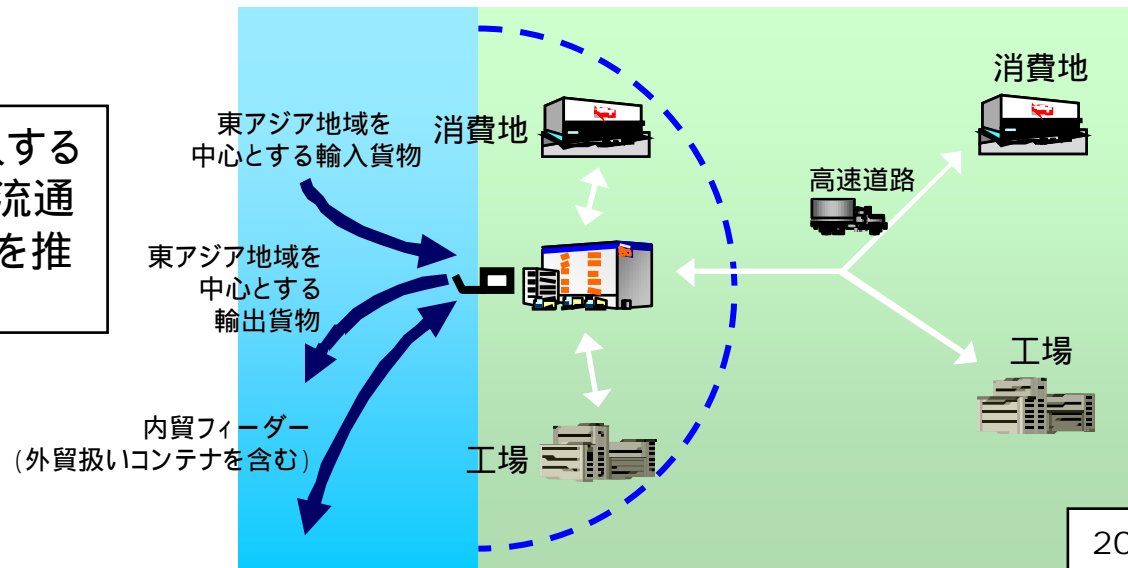 する
流通
を推
東アジア地域を
中心とする輸入貨物
東アジア地域を
中心とする
輸出貨物
内貿フィーダー
(外貿扱いコンテナを含む)
消費地
工場
高速道路
消費地
工場
20